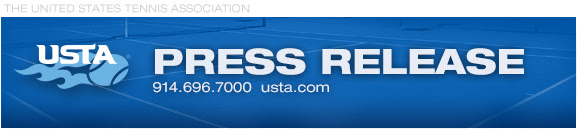 THE UNITED STATES TENNIS ASSOCIATION
USTA PRESS RELEASE
914.696.7000 usta.com